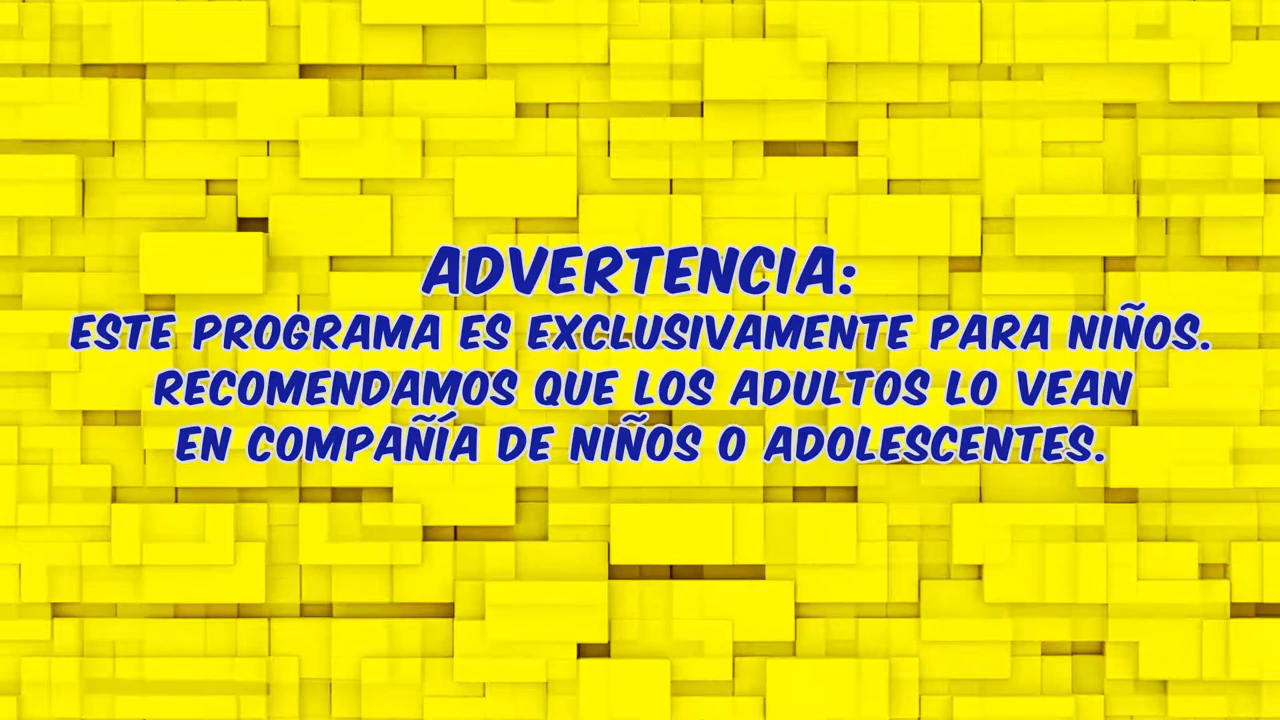 ADVERTENCIA:
ESTE PROGRAMA ES EXCLUSIVAMENTE PARA NIÑOS.
RECOMENDAMOS QUE LOS ADULTOS LO VEAN
EN COMPAÑÍA DE NIÑOS O ADOLESCENTES.